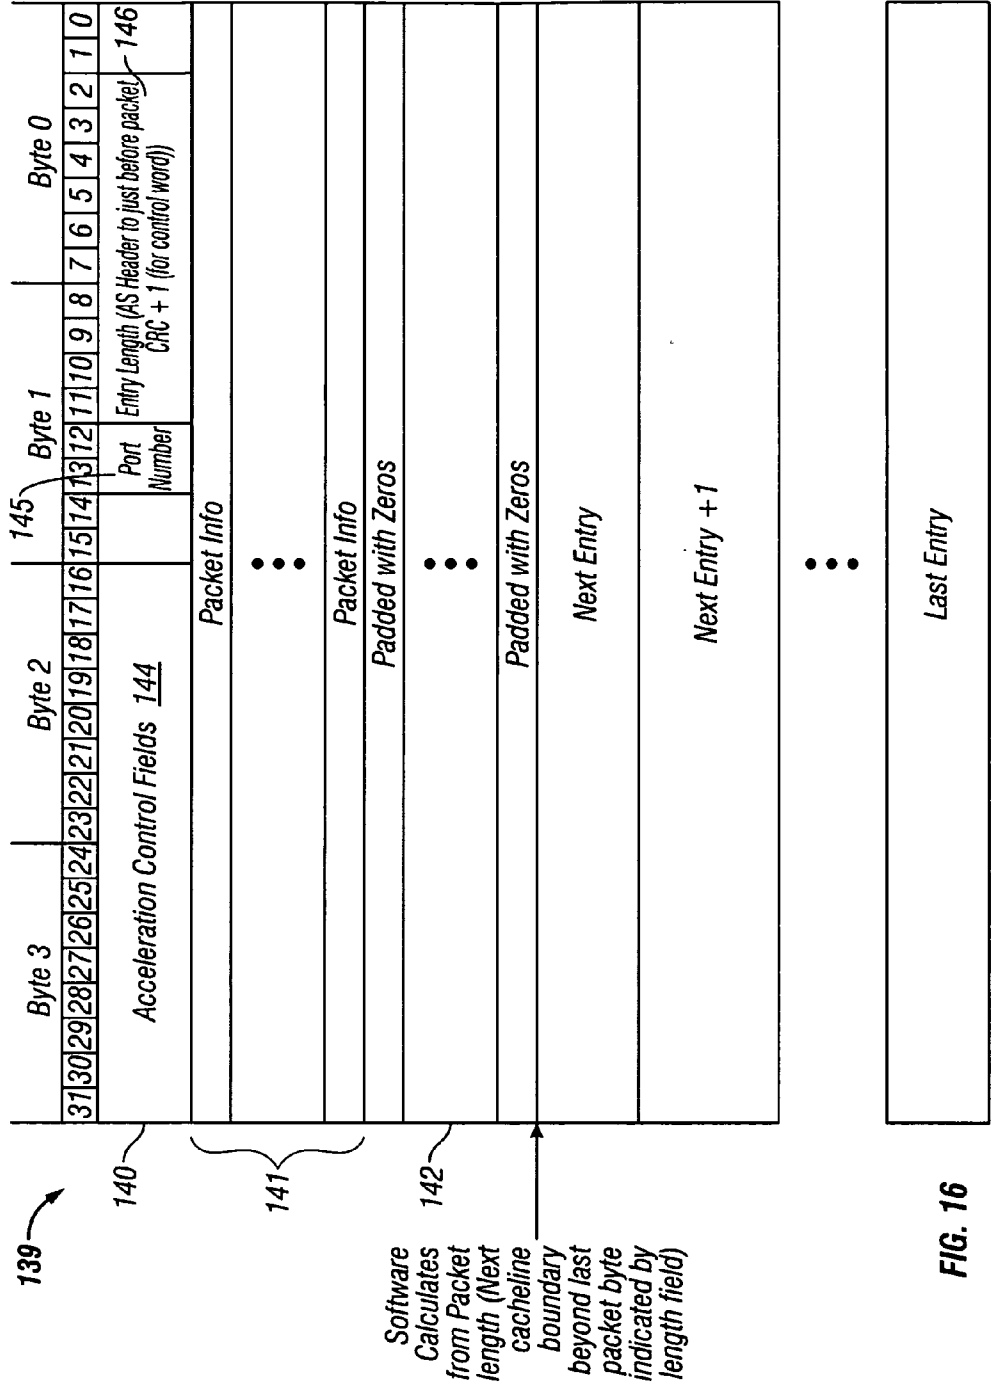 139
Byte 3 Byte 2 Byte 1 Byte 0
31 30 29 28 27 26 25 24 23 22 21 20 19 18 17 16 15 14 13 12 11 10 9 8 7 6 5 4 3 2 1 0
145
140
Acceleration Control Fields 144
Port
Number
Entry Length (AS Header to just before packet
CRC + 1 (for control word))
146
141
Packet Info
Packet Info
142
Padded with Zeros
Padded with Zeros
Software
Calculates
from Packet
length (Next
cacheline
boundary
beyond last
packet byte
indicated by
length field)
Next Entry
Next Entry +1
Last Entry
FIG. 16